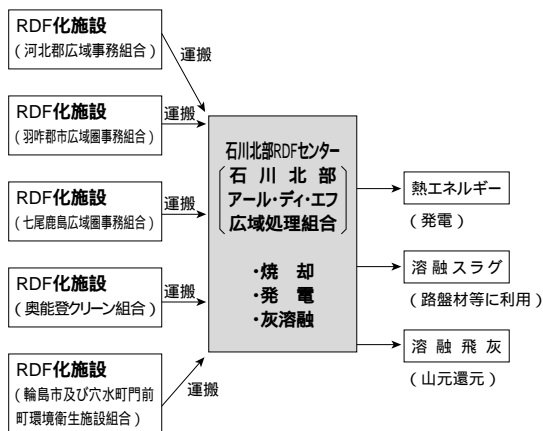 RDF化施設
(河北郡広域事務組合)
運搬
RDF化施設
(羽咋郡市広域圏事務組合)
運搬
RDF化施設
(七尾鹿島広域圏事務組合)
運搬
RDF化施設
(奥能登クリーン組合)
運搬
RDF化施設
(輪島市及び穴水町門前
町環境衛生施設組合)
運搬
石川北部RDFセンター
石川北部
アール・ディ・エフ
広域処理組合
・焼却
・発電
・灰溶融
熱エネルギー
(発電)
溶融スラグ
(路盤材等に利用)
溶融飛灰
(山元還元)